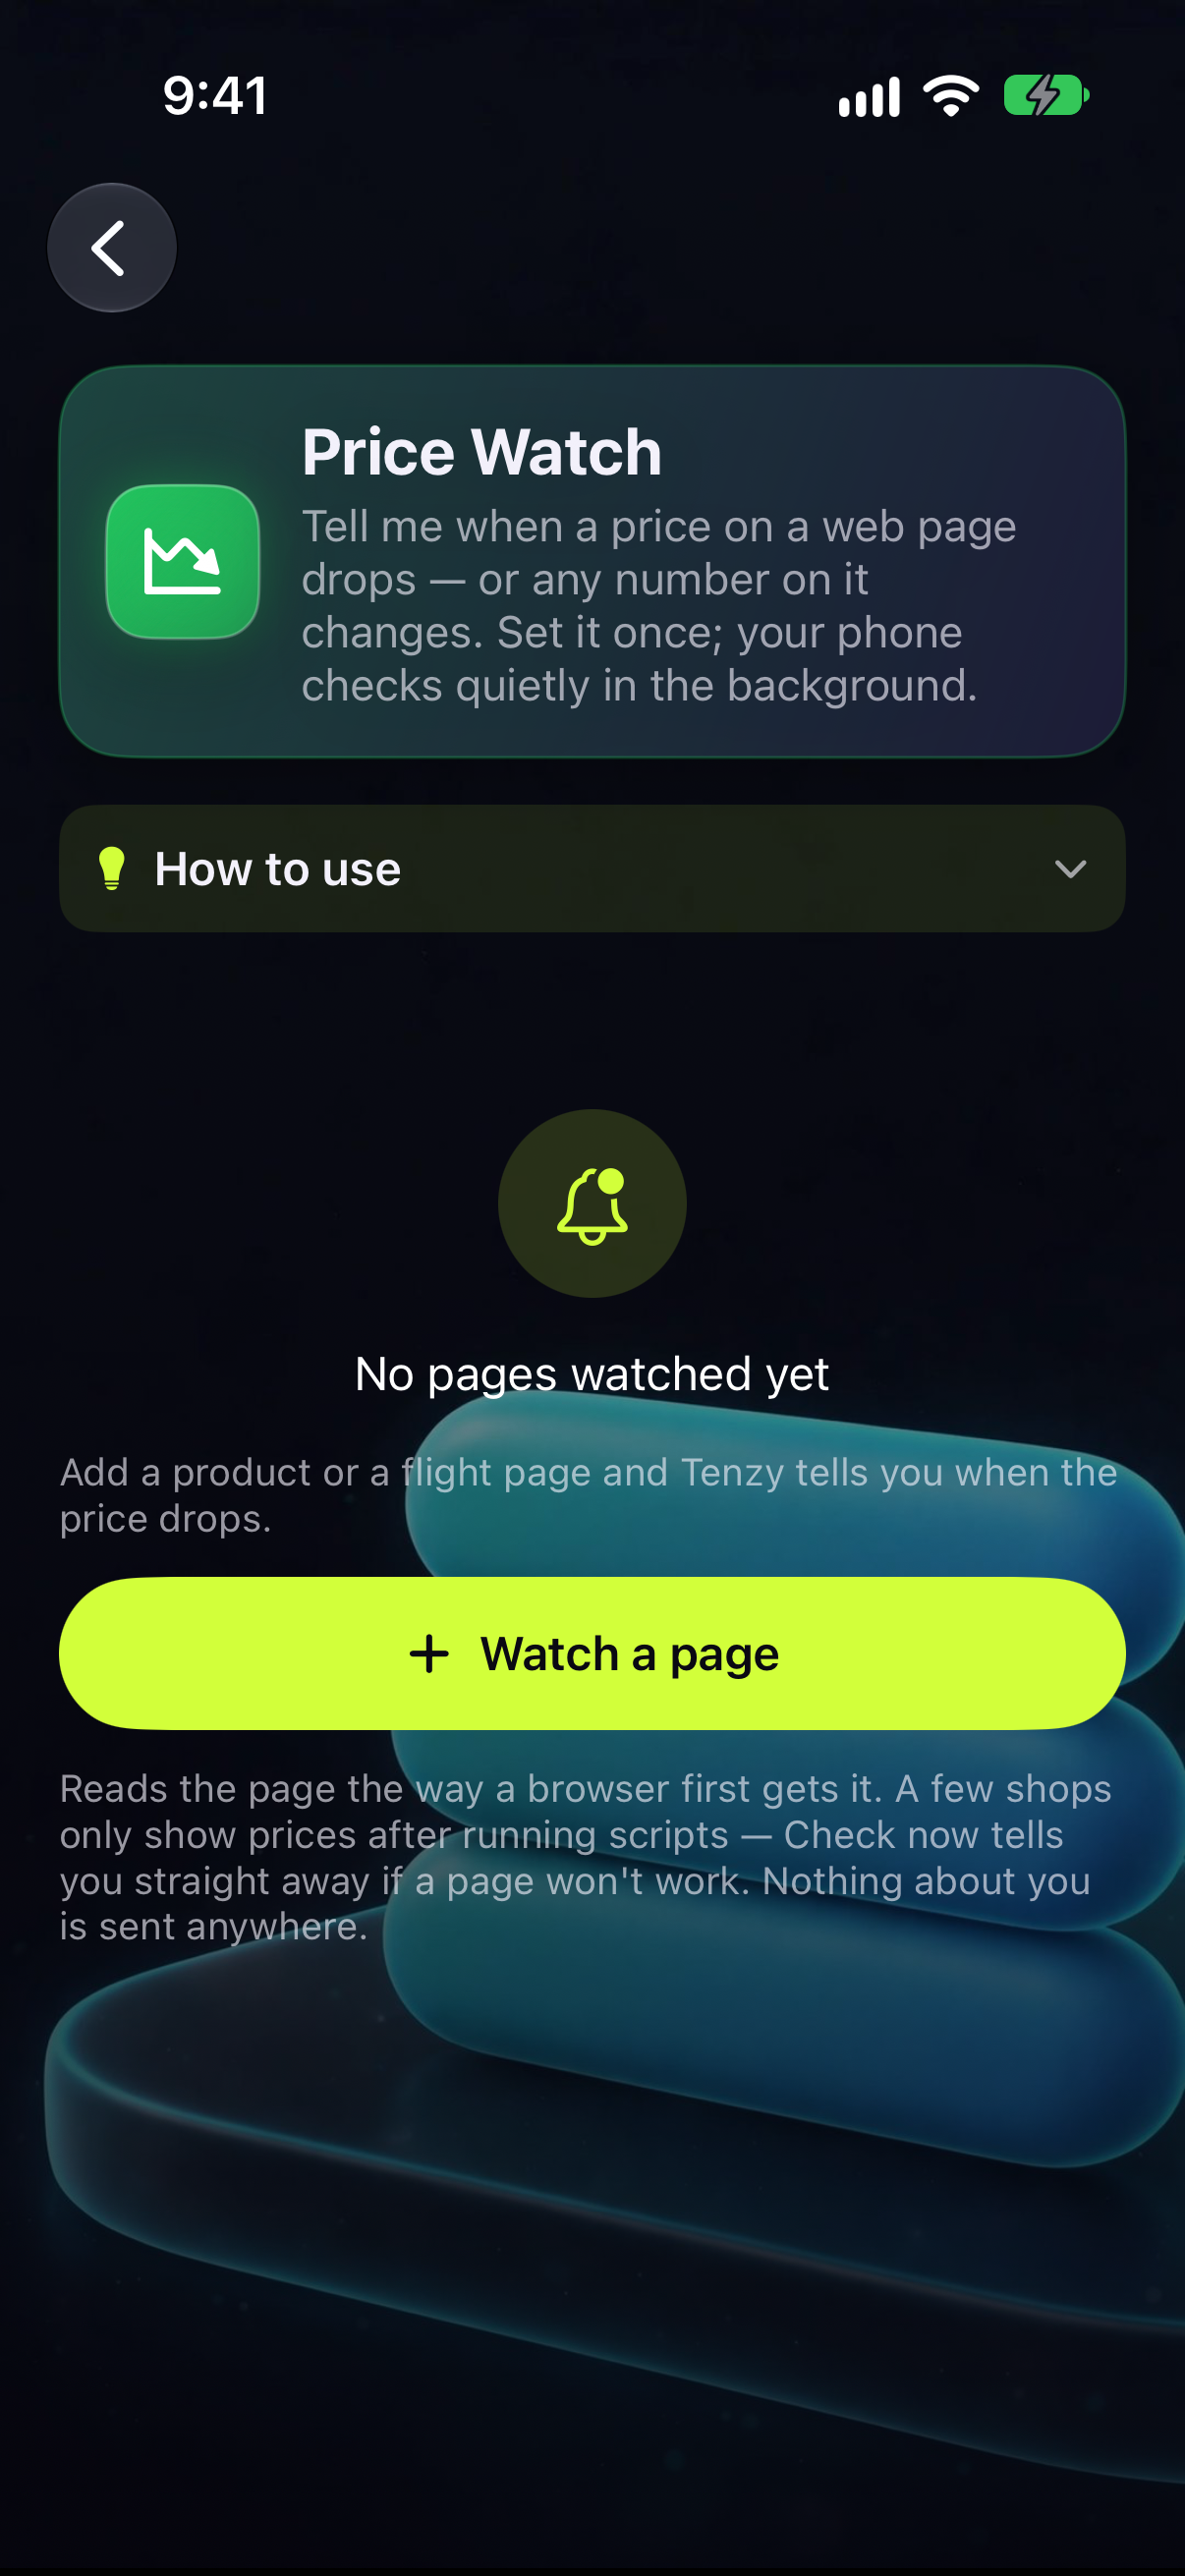 9:41
Price Watch
Tell me when a price on a web page
drops — or any number on it
changes. Set it once; your phone
checks quietly in the background.
How to use
No pages watched yet
Add a product or a flight page and Tenzy tells you when the
price drops.
+ Watch a page
Reads the page the way a browser first gets it. A few shops
only show prices after running scripts — Check now tells
you straight away if a page won't work. Nothing about you
is sent anywhere.